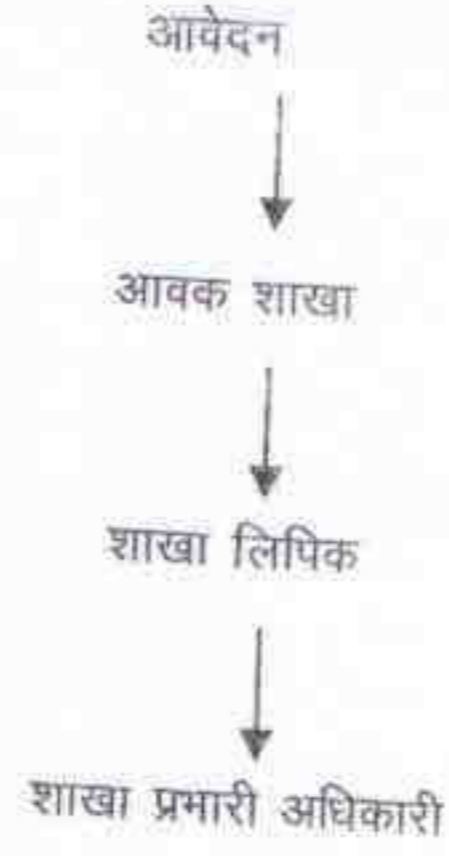 आवेदन
आवक शाखा
शाखा लिपिक
शाखा प्रभारी अधिकारी